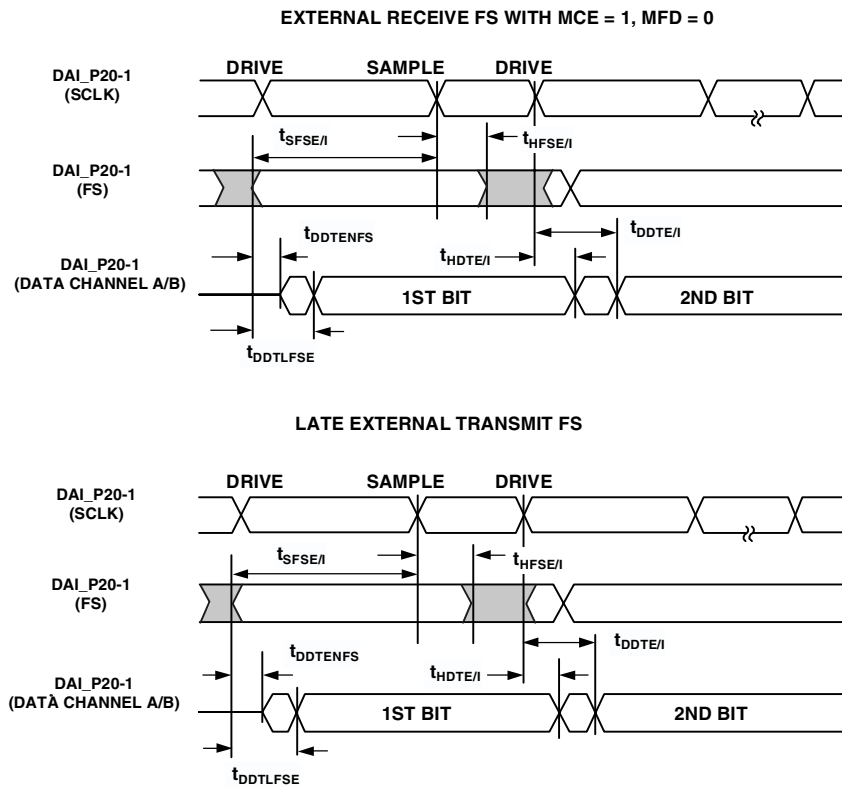 EXTERNAL RECEIVE FS WITH MCE = 1, MFD = 0
DAI_P20-1
(SCLK)
DRIVE SAMPLE DRIVE
tSFSE/I
tHFSE/I
DAI_P20-1
(FS)
tDDTENFS
tHDTE/I
tDDTE/I
DAI_P20-1
(DATA CHANNEL A/B)
1ST BIT 2ND BIT
tDDTLFSE
LATE EXTERNAL TRANSMIT FS
DAI_P20-1
(SCLK)
DRIVE SAMPLE DRIVE
tSFSE/I
tHFSE/I
DAI_P20-1
(FS)
tDDTENFS
tHDTE/I
tDDTE/I
DAI_P20-1
(DATA CHANNEL A/B)
1ST BIT 2ND BIT
tDDTLFSE